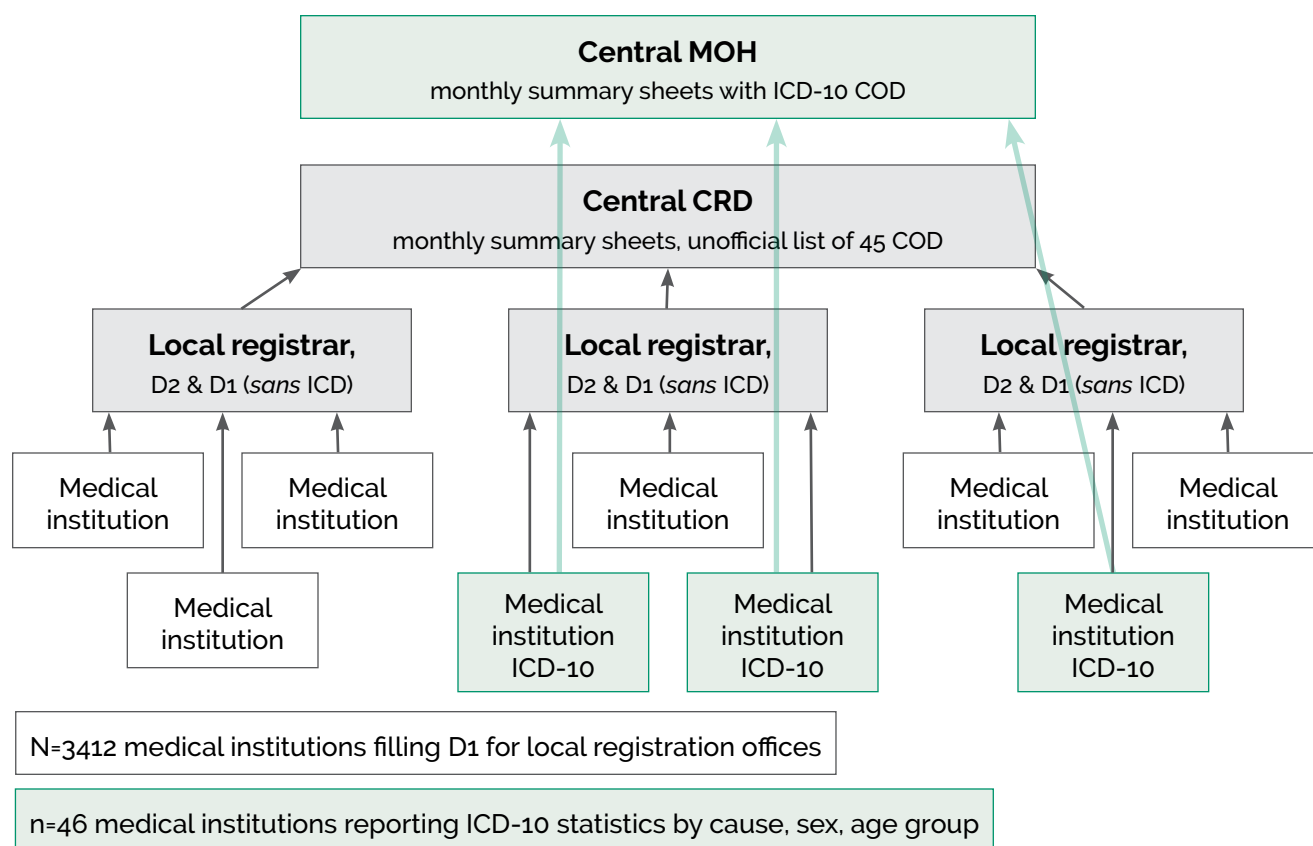 Central MOH
monthly summary sheets with ICD-10 COD
Central CRD
monthly summary sheets, unofficial list of 45 COD
Local registrar,
D2 & D1 (sans ICD)
Local registrar,
D2 & D1 (sans ICD)
Local registrar,
D2 & D1 (sans ICD)
Medical
institution
Medical
institution
Medical
institution
Medical
institution
Medical
institution
Medical
institution
Medical
institution
ICD-10
Medical
institution
ICD-10
Medical
institution
ICD-10
N=3412 medical institutions filling D1 for local registration offices
n=46 medical institutions reporting ICD-10 statistics by cause, sex, age group